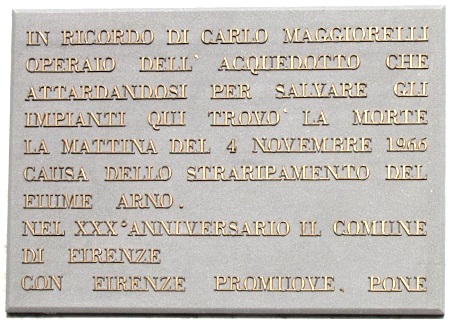 IN RICORDO DI CARLO MAGGIORELLI
OPERAIO DELL' ACQUEDOTTO CHE
ATTARDANDOSI PER SALVARE GLI
IMPIANTI QUI TROVO' LA MORTE
LA MATTINA DEL 4 NOVEMBRE 1966
CAUSA DELLO STRARIPAMENTO DEL
FIUME ARNO.
NEL XXX° ANNIVERSARIO IL COMUNE
DI FIRENZE
CON FIRENZE PROMUOVE. PONE